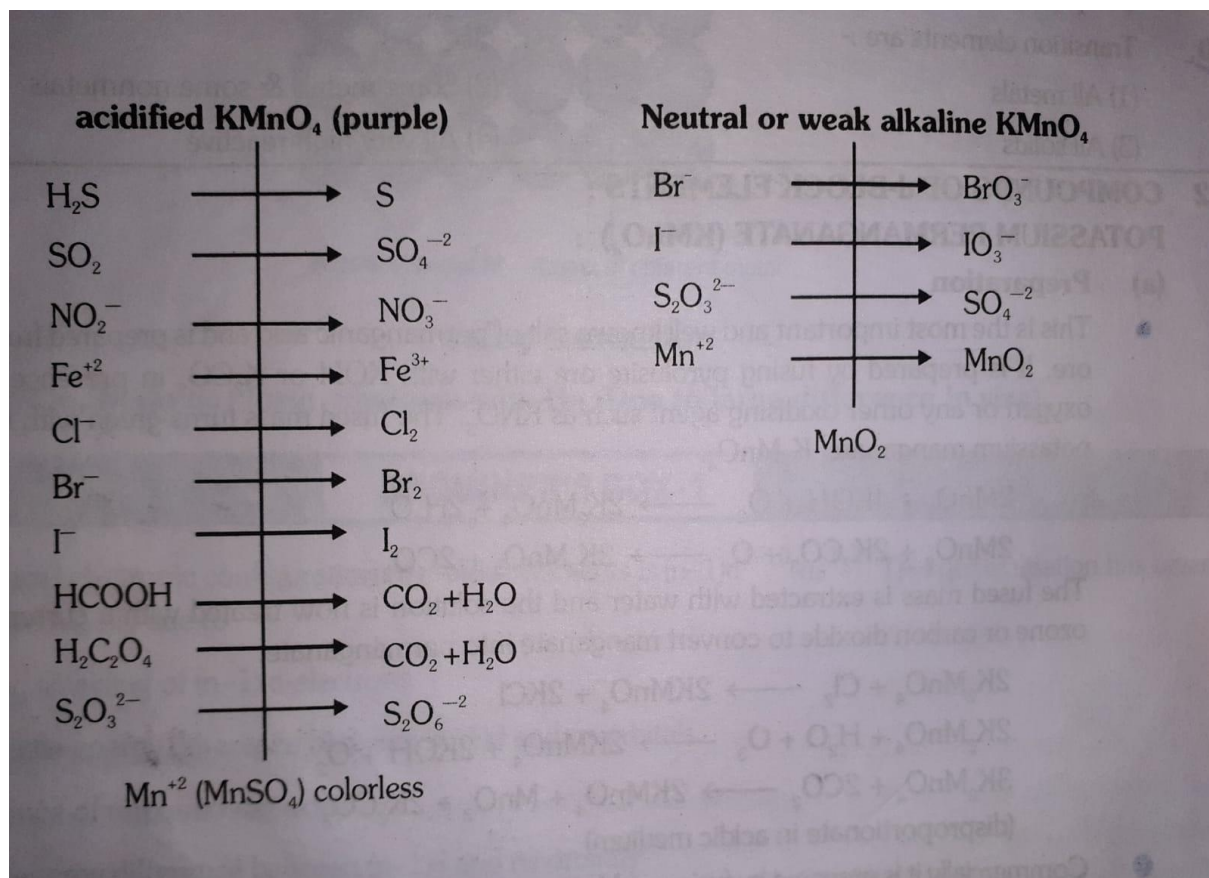 acidified KMnO₄ (purple)
H₂S → S
SO₂ → SO₄⁻²
NO₂⁻ → NO₃⁻
Fe⁺² → Fe³⁺
Cl⁻ → Cl₂
Br⁻ → Br₂
I⁻ → I₂
HCOOH → CO₂+H₂O
H₂C₂O₄ → CO₂+H₂O
S₂O₃²⁻ → S₂O₆⁻²
Mn⁺² (MnSO₄) colorless
Neutral or weak alkaline KMnO₄
Br⁻ → BrO₃⁻
I⁻ → IO₃⁻
S₂O₃²⁻ → SO₄⁻²
Mn⁺² → MnO₂
MnO₂